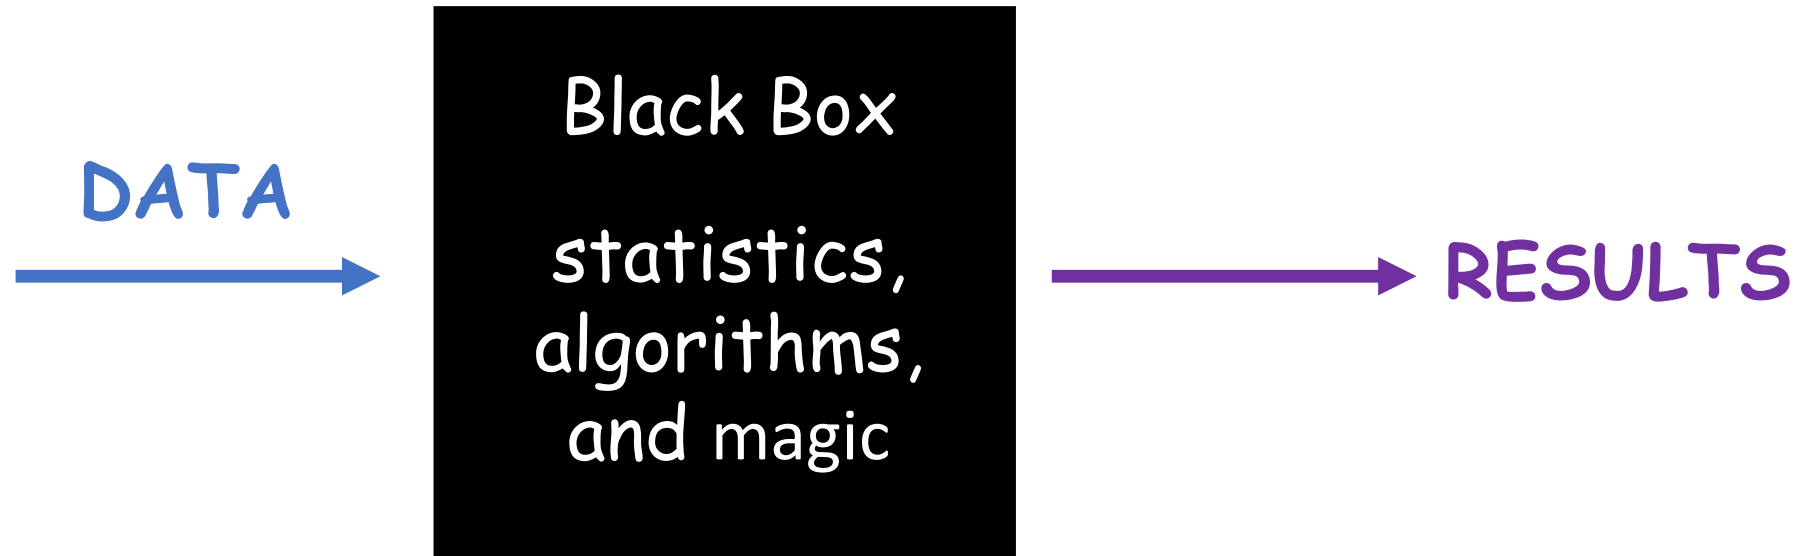 DATA
Black Box
statistics,
algorithms,
and magic
RESULTS